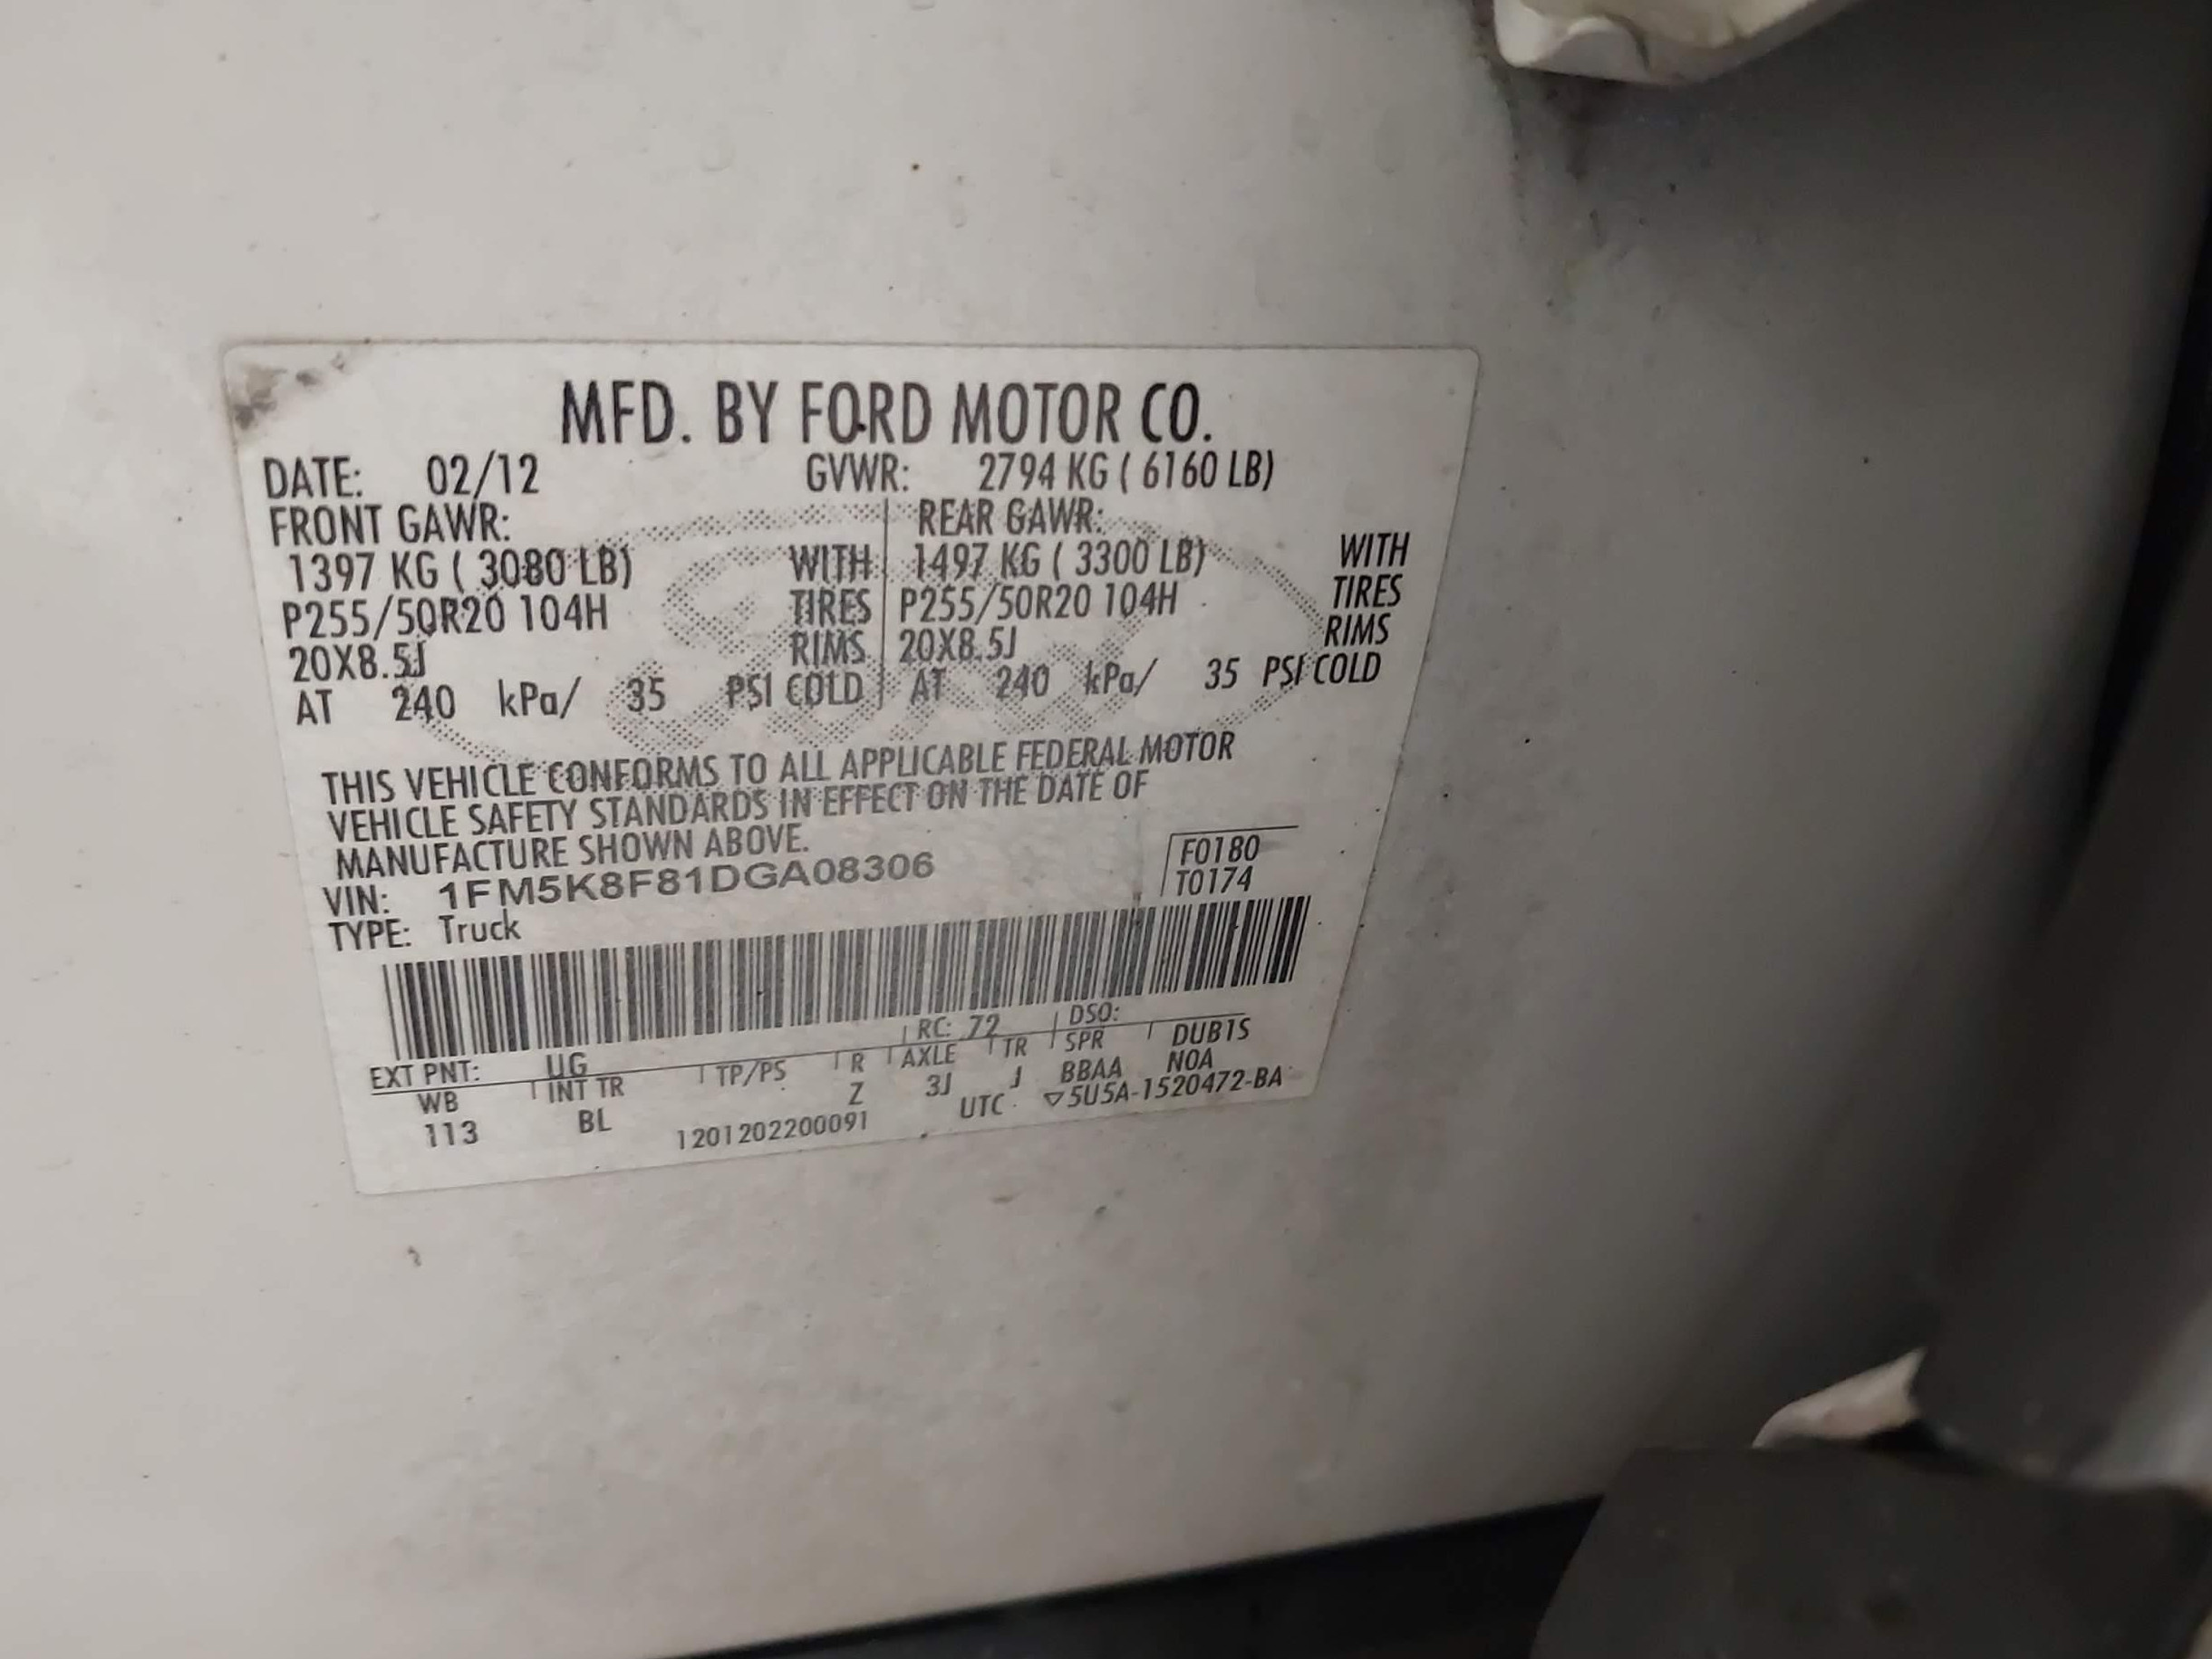 MFD. BY FORD MOTOR CO.
DATE: 02/12 GVWR: 2794 KG ( 6160 LB)
FRONT GAWR: REAR GAWR:
1397 KG ( 3080 LB) WITH 1497 KG ( 3300 LB) WITH
P255/50R20 104H TIRES P255/50R20 104H TIRES
20X8.5J RIMS 20X8.5J RIMS
AT 240 kPa/ 35 PSI COLD AT 240 kPa/ 35 PSI COLD
THIS VEHICLE CONFORMS TO ALL APPLICABLE FEDERAL MOTOR
VEHICLE SAFETY STANDARDS IN EFFECT ON THE DATE OF
MANUFACTURE SHOWN ABOVE.
VIN: 1FM5K8F81DGA08306 F0180
TYPE: Truck T0174
EXT PNT: UG RC: 72 DSO:
WB INT TR TP/PS R AXLE TR SPR DUB1S
113 BL Z 3J J BBAA NOA
1201202200091 UTC ▽5U5A-1520472-BA